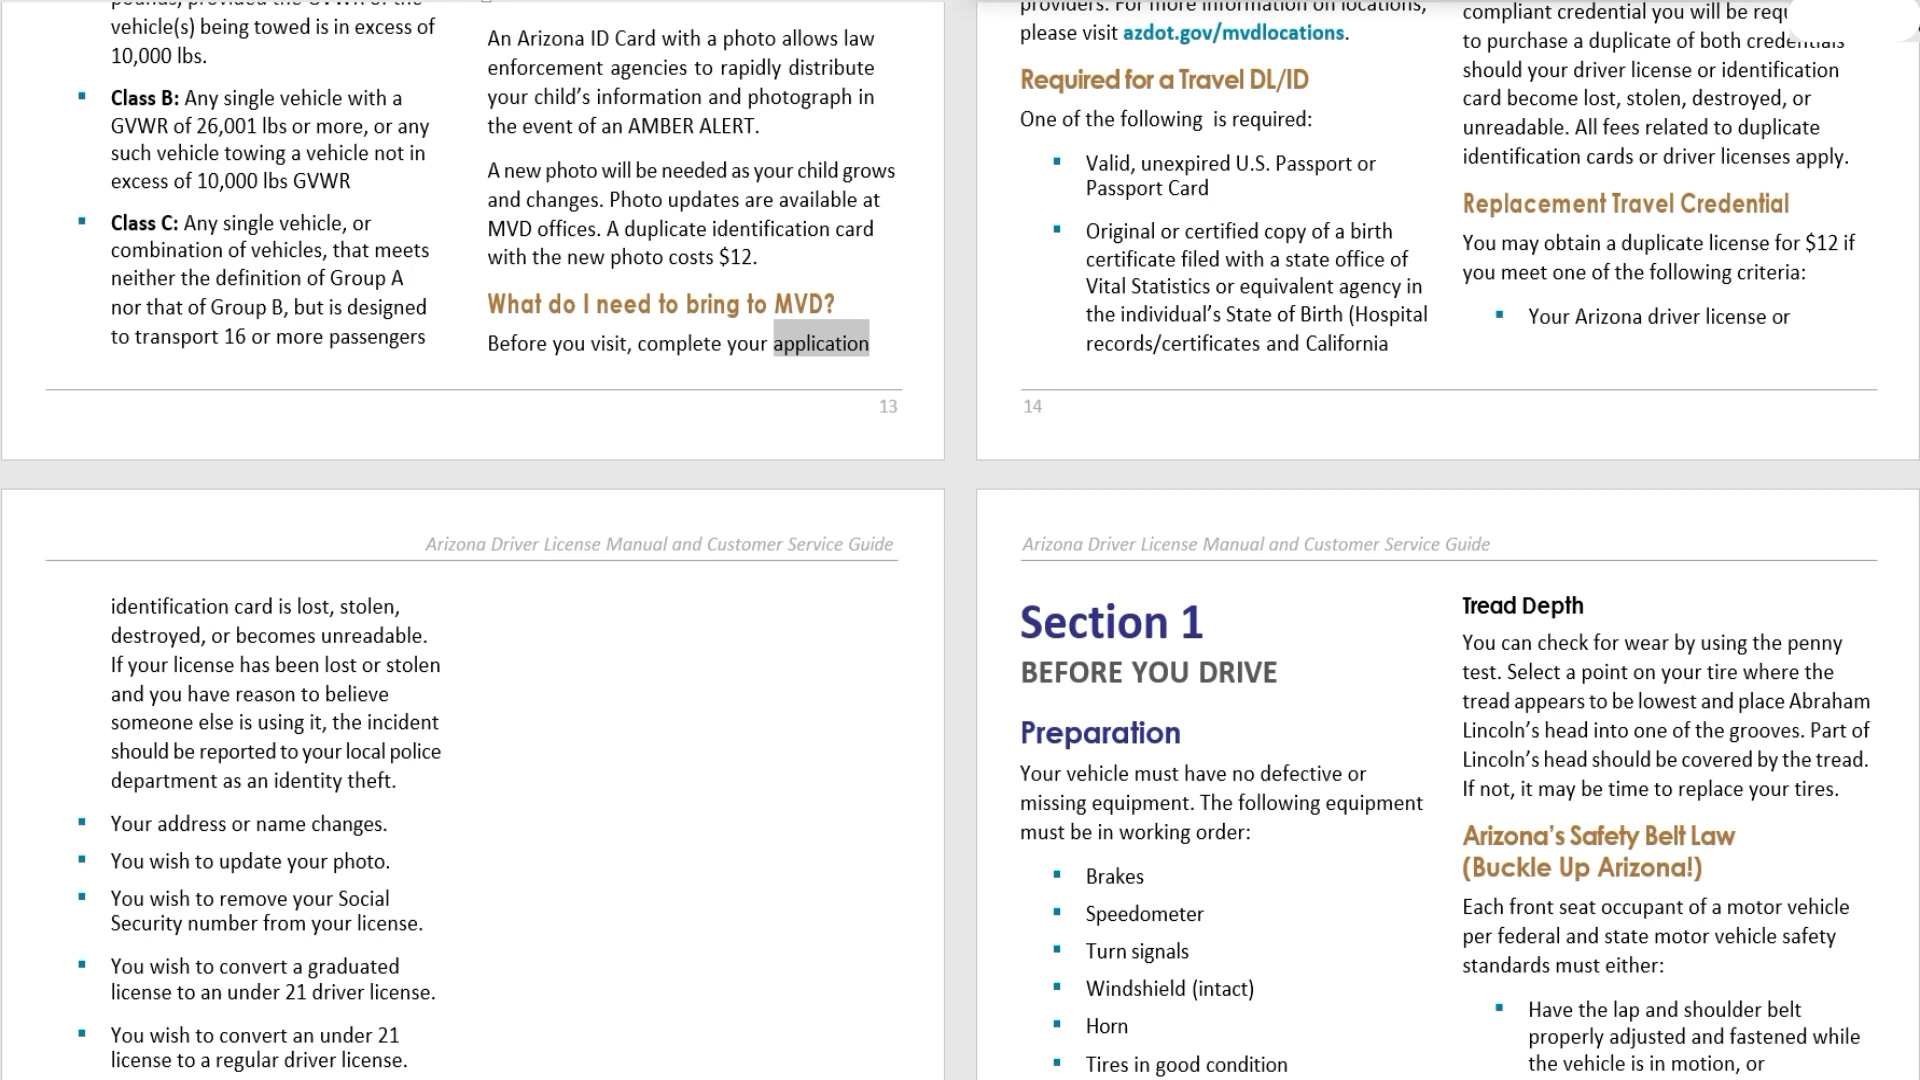 vehicle(s) being towed is in excess of
10,000 lbs.
Class B: Any single vehicle with a
GVWR of 26,001 lbs or more, or any
such vehicle towing a vehicle not in
excess of 10,000 lbs GVWR
Class C: Any single vehicle, or
combination of vehicles, that meets
neither the definition of Group A
nor that of Group B, but is designed
to transport 16 or more passengers
An Arizona ID Card with a photo allows law
enforcement agencies to rapidly distribute
your child’s information and photograph in
the event of an AMBER ALERT.
A new photo will be needed as your child grows
and changes. Photo updates are available at
MVD offices. A duplicate identification card
with the new photo costs $12.
What do I need to bring to MVD?
Before you visit, complete your application
13
providers. For more information on locations,
please visit azdot.gov/mvdlocations.
Required for a Travel DL/ID
One of the following  is required:
Valid, unexpired U.S. Passport or
Passport Card
Original or certified copy of a birth
certificate filed with a state office of
Vital Statistics or equivalent agency in
the individual’s State of Birth (Hospital
records/certificates and California
compliant credential you will be
to purchase a duplicate of both credentials
should your driver license or identification
card become lost, stolen, destroyed, or
unreadable. All fees related to duplicate
identification cards or driver licenses apply.
Replacement Travel Credential
You may obtain a duplicate license for $12 if
you meet one of the following criteria:
Your Arizona driver license or
14
Arizona Driver License Manual and Customer Service Guide
identification card is lost, stolen,
destroyed, or becomes unreadable.
If your license has been lost or stolen
and you have reason to believe
someone else is using it, the incident
should be reported to your local police
department as an identity theft.
Your address or name changes.
You wish to update your photo.
You wish to remove your Social
Security number from your license.
You wish to convert a graduated
license to an under 21 driver license.
You wish to convert an under 21
license to a regular driver license.
Arizona Driver License Manual and Customer Service Guide
Section 1
BEFORE YOU DRIVE
Preparation
Your vehicle must have no defective or
missing equipment. The following equipment
must be in working order:
Brakes
Speedometer
Turn signals
Windshield (intact)
Horn
Tires in good condition
Tread Depth
You can check for wear by using the penny
test. Select a point on your tire where the
tread appears to be lowest and place Abraham
Lincoln’s head into one of the grooves. Part of
Lincoln’s head should be covered by the tread.
If not, it may be time to replace your tires.
Arizona’s Safety Belt Law
(Buckle Up Arizona!)
Each front seat occupant of a motor vehicle
per federal and state motor vehicle safety
standards must either:
Have the lap and shoulder belt
properly adjusted and fastened while
the vehicle is in motion, or